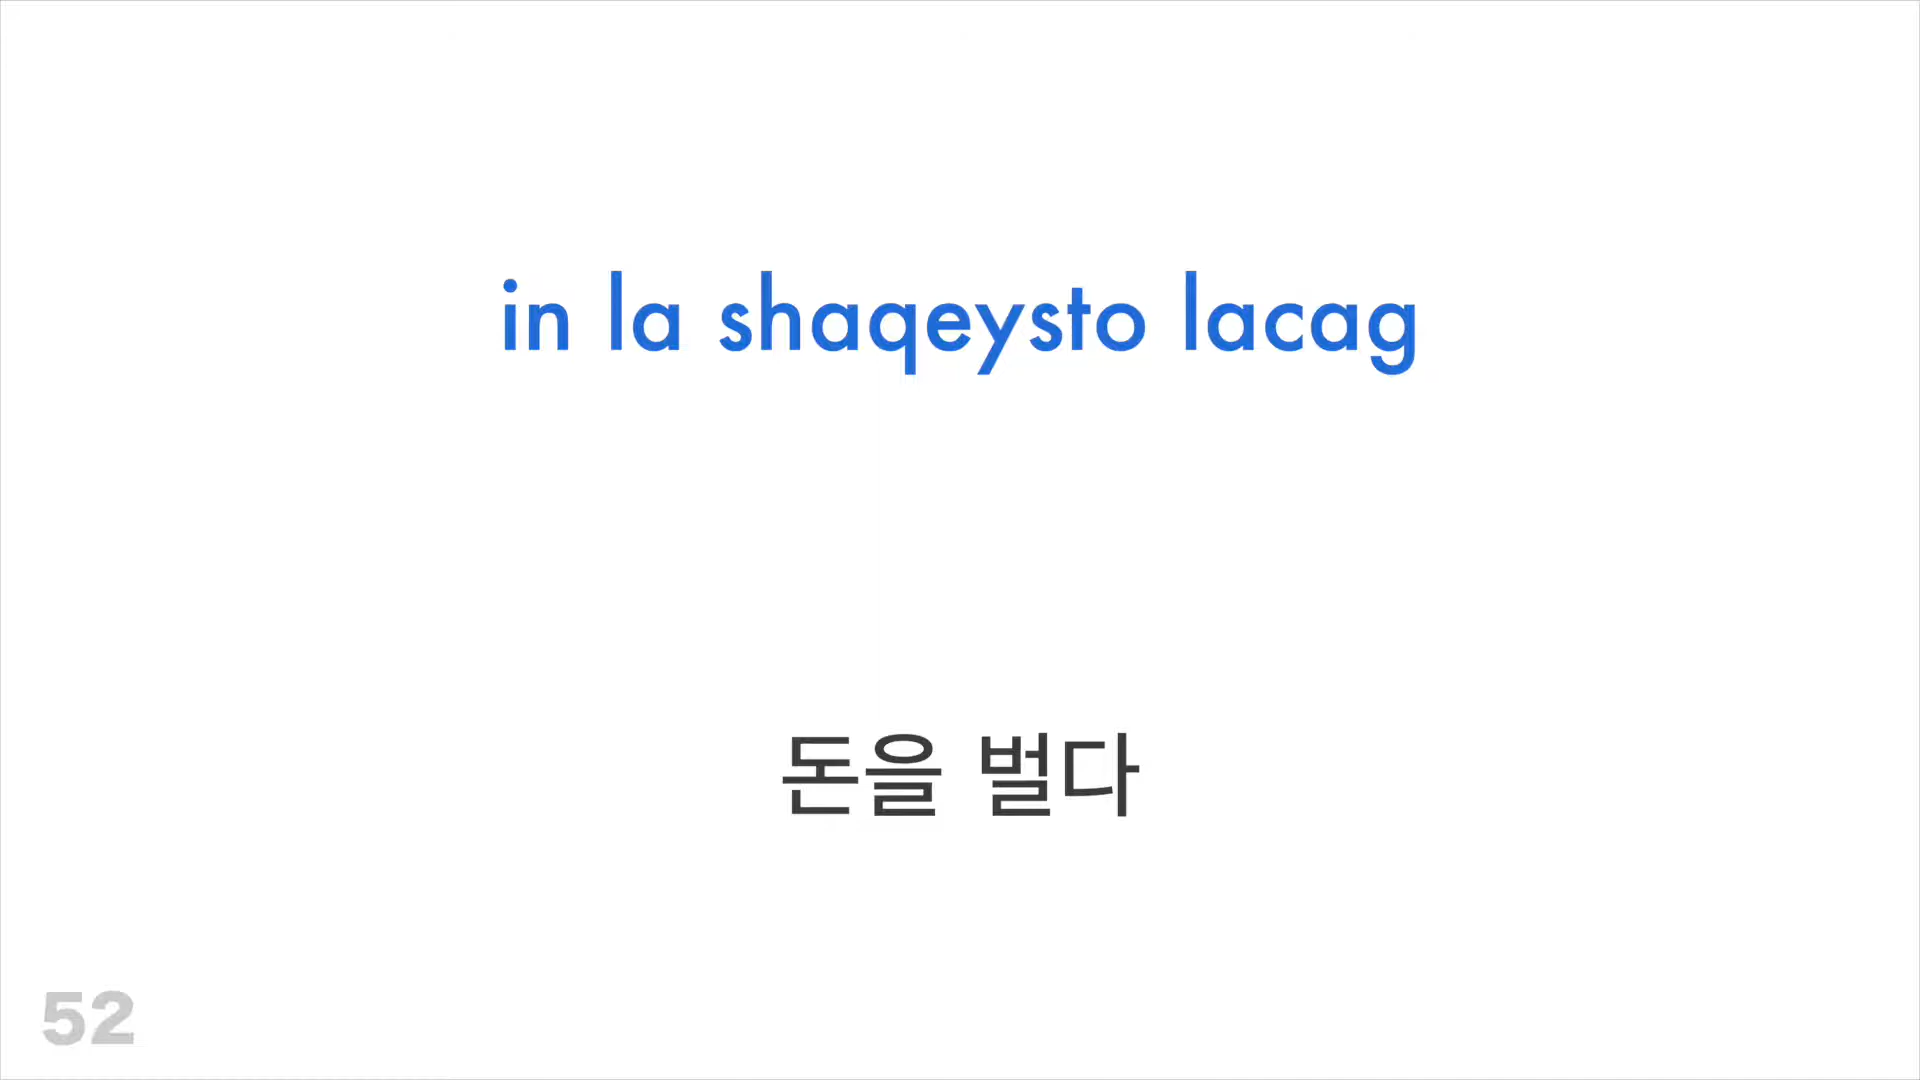 in la shaqeysto lacag
돈을 벌다
52